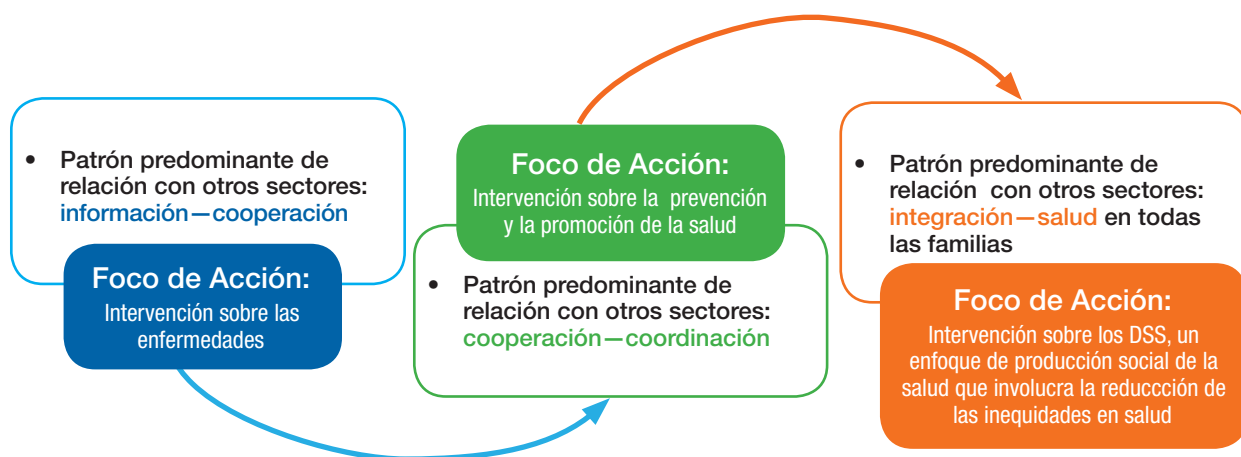 • Patrón predominante de
relación con otros sectores:
información—cooperación
Foco de Acción:
Intervención sobre las
enfermedades
Foco de Acción:
Intervención sobre la prevención
y la promoción de la salud
• Patrón predominante de
relación con otros sectores:
cooperación—coordinación
• Patrón predominante de
relación con otros sectores:
integración—salud en todas
las familias
Foco de Acción:
Intervención sobre los DSS, un
enfoque de producción social de la
salud que involucra la reduccción de
las inequidades en salud